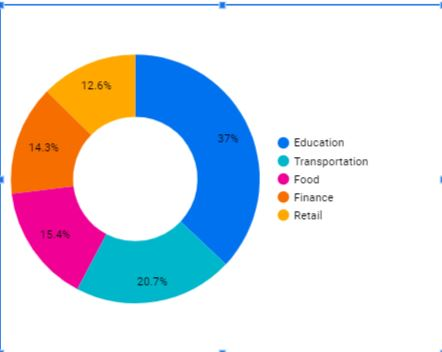 12.6%
37%
14.3%
15.4%
20.7%
Education
Transportation
Food
Finance
Retail